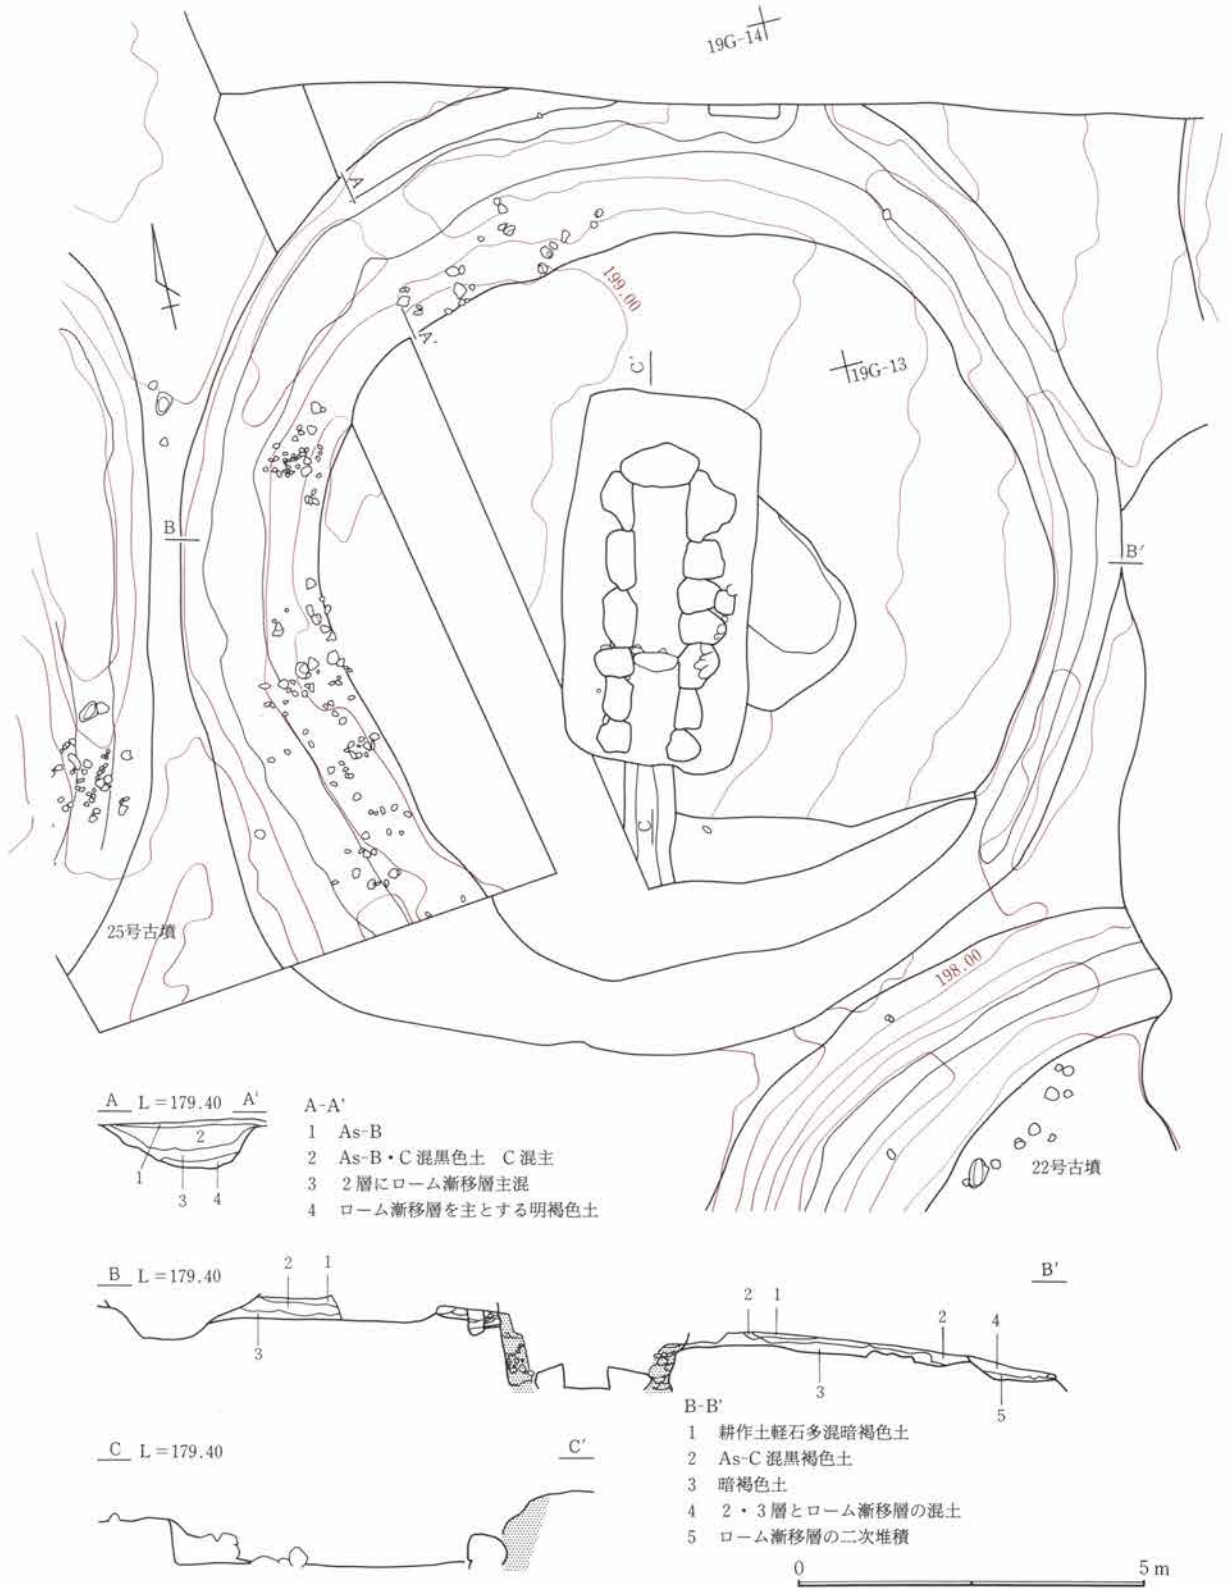 19G-14
A
199.00
A'
C'
19G-13
B
B'
C
25号古墳
198.00
22号古墳
A L=179.40 A'
2
1
3 4
A-A'
1 As-B
2 As-B・C混黒色土 C混主
3 2層にローム漸移層主混
4 ローム漸移層を主とする明褐色土
B L=179.40
B'
2 1
3
2 1
2
4
3
5
B-B'
1 耕作土軽石多混暗褐色土
2 As-C混黒褐色土
3 暗褐色土
4 2・3層とローム漸移層の混土
5 ローム漸移層の二次堆積
C L=179.40
C'
0 5m